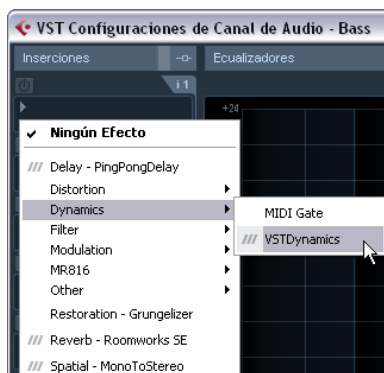 VST Configuraciones de Canal de Audio - Bass
Inserciones
Ecualizadores
i 1
+24
Ningún Efecto
Delay - PingPongDelay
Distortion
Dynamics
MIDI Gate
Filter
VSTDynamics
Modulation
MR816
Other
Restoration - Grungelizer
Reverb - Roomworks SE
Spatial - MonoToStereo